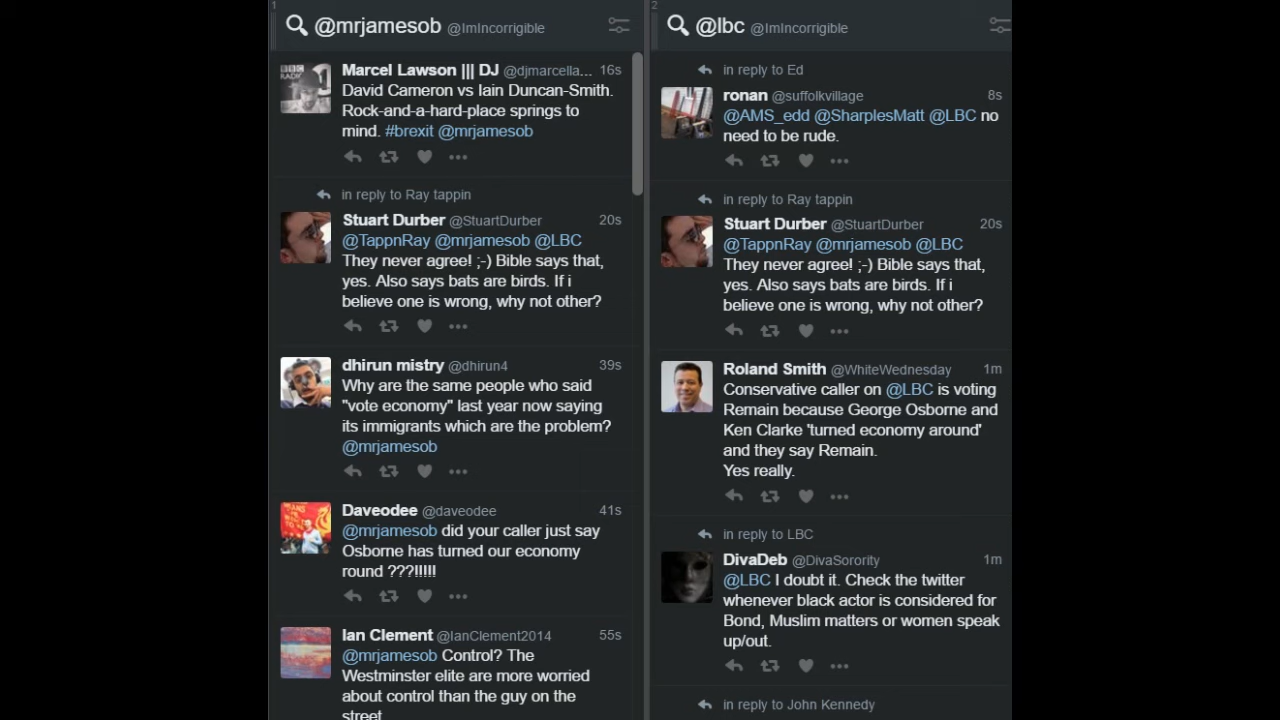 1
@mrjamesob @ImIncorrigible
Marcel Lawson ||| DJ @djmarcella... 16s
David Cameron vs Iain Duncan-Smith.
Rock-and-a-hard-place springs to
mind. #brexit @mrjamesob
in reply to Ray tappin
Stuart Durber @StuartDurber 20s
@TappnRay @mrjamesob @LBC
They never agree! ;-) Bible says that,
yes. Also says bats are birds. If i
believe one is wrong, why not other?
dhirun mistry @dhirun4 39s
Why are the same people who said
"vote economy" last year now saying
its immigrants which are the problem?
@mrjamesob
Daveodee @daveodee 41s
@mrjamesob did your caller just say
Osborne has turned our economy
round ???!!!!!
Ian Clement @IanClement2014 55s
@mrjamesob Control? The
Westminster elite are more worried
about control than the guy on the
street
2
@lbc @ImIncorrigible
in reply to Ed
ronan @suffolkvillage 8s
@AMS_edd @SharplesMatt @LBC no
need to be rude.
in reply to Ray tappin
Stuart Durber @StuartDurber 20s
@TappnRay @mrjamesob @LBC
They never agree! ;-) Bible says that,
yes. Also says bats are birds. If i
believe one is wrong, why not other?
Roland Smith @WhiteWednesday 1m
Conservative caller on @LBC is voting
Remain because George Osborne and
Ken Clarke 'turned economy around'
and they say Remain.
Yes really.
in reply to LBC
DivaDeb @DivaSorority 1m
@LBC I doubt it. Check the twitter
whenever black actor is considered for
Bond, Muslim matters or women speak
up/out.
in reply to John Kennedy